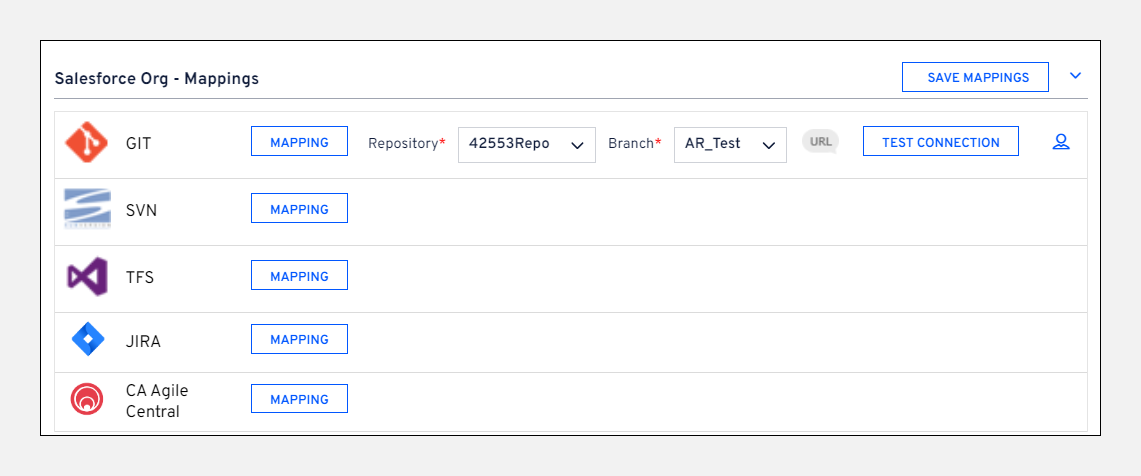 Salesforce Org - Mappings
SAVE MAPPINGS
GIT
MAPPING
Repository*
42553Repo
Branch*
AR_Test
URL
TEST CONNECTION
SVN
MAPPING
TFS
MAPPING
JIRA
MAPPING
CA Agile
Central
MAPPING